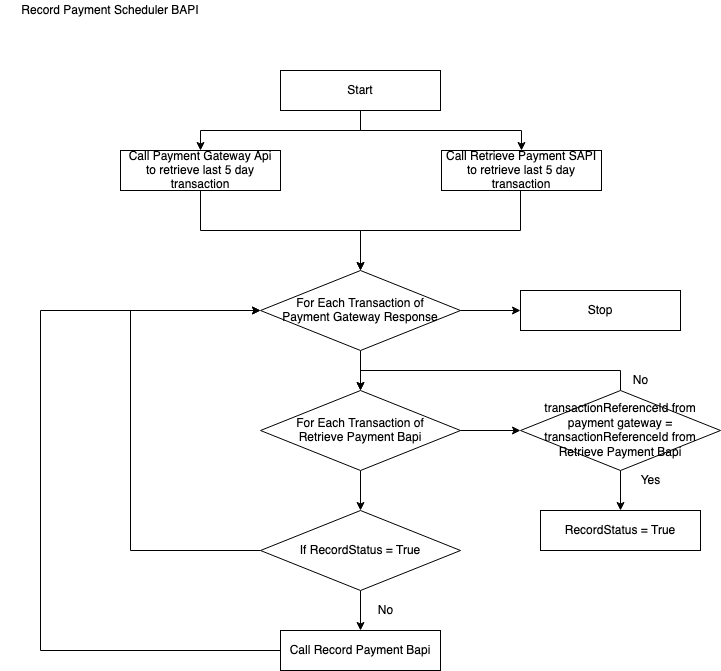 Record Payment Scheduler BAPI
Start
Call Payment Gateway Api
to retrieve last 5 day
transaction
Call Retrieve Payment SAPI
to retrieve last 5 day
transaction
For Each Transaction of
Payment Gateway Response
Stop
No
For Each Transaction of
Retrieve Payment Bapi
transactionReferenceId from
payment gateway =
transactionReferenceId from
Retrieve Payment Bapi
Yes
RecordStatus = True
If RecordStatus = True
No
Call Record Payment Bapi